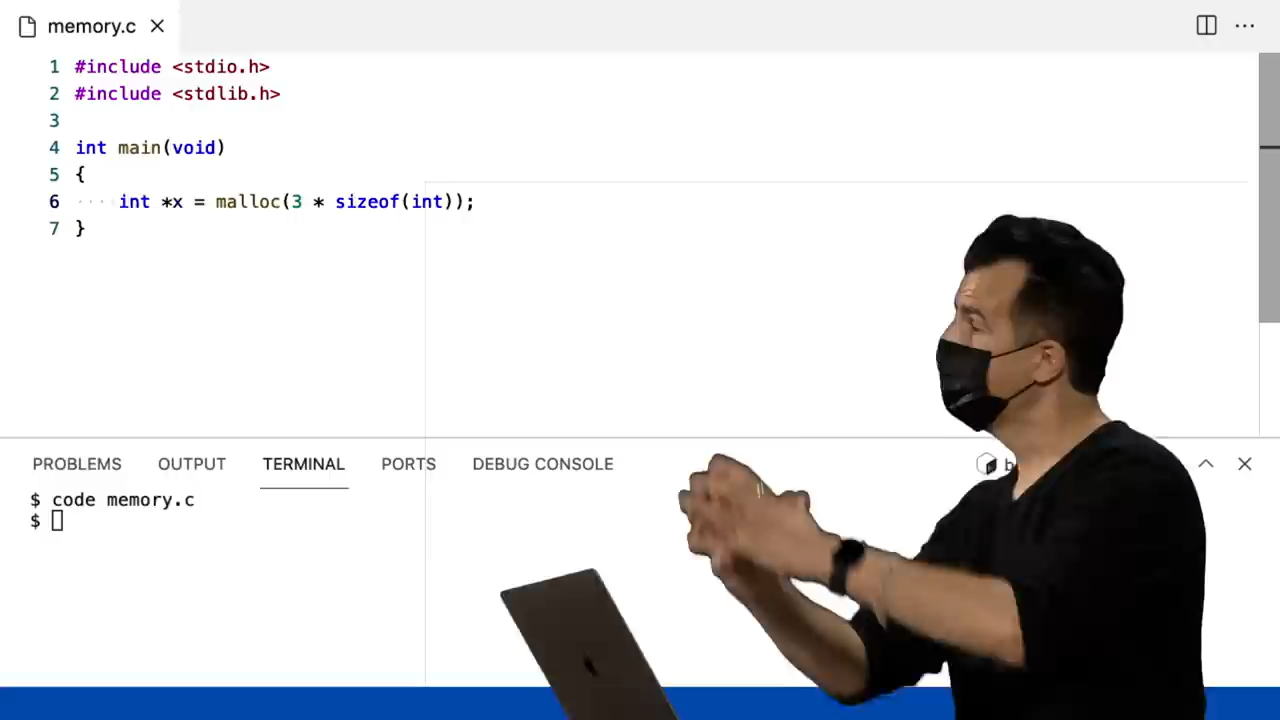 memory.c
1 #include <stdio.h>
2 #include <stdlib.h>
3
4 int main(void)
5 {
6 int *x = malloc(3 * sizeof(int));
7 }
PROBLEMS OUTPUT TERMINAL PORTS DEBUG CONSOLE
$ code memory.c
$